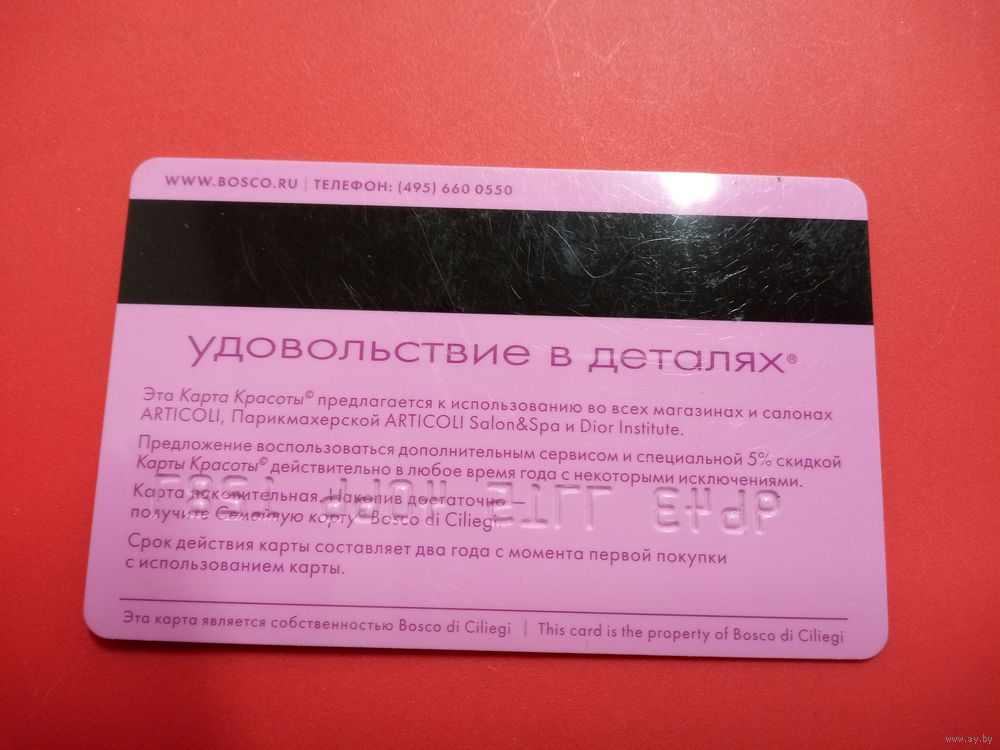 WWW.BOSCO.RU | ТЕЛЕФОН: (495) 660 0550
удовольствие в деталях®
Эта Карта Красоты© предлагается к использованию во всех магазинах и салонах
ARTICOLI, Парикмахерской ARTICOLI Salon&Spa и Dior Institute.
Предложение воспользоваться дополнительным сервисом и специальной 5% скидкой
Карты Красоты© действительно в любое время года с некоторыми исключениями.
Карта накопительная. Накопив достаточно —
получите Семейную карту Bosco di Ciliegi.
Срок действия карты составляет два года с момента первой покупки
с использованием карты.
Эта карта является собственностью Bosco di Ciliegi | This card is the property of Bosco di Ciliegi
www.ay.by